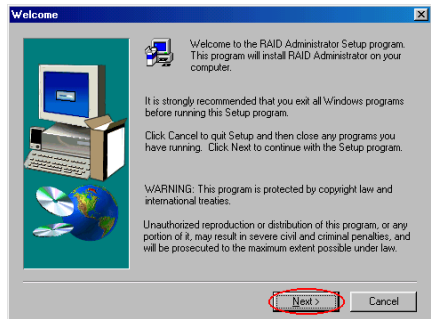 Welcome
Welcome to the RAID Administrator Setup program.
This program will install RAID Administrator on your
computer.
It is strongly recommended that you exit all Windows programs
before running this Setup program.
Click Cancel to quit Setup and then close any programs you
have running. Click Next to continue with the Setup program.
WARNING: This program is protected by copyright law and
international treaties.
Unauthorized reproduction or distribution of this program, or any
portion of it, may result in severe civil and criminal penalties, and
will be prosecuted to the maximum extent possible under law.
Next >
Cancel